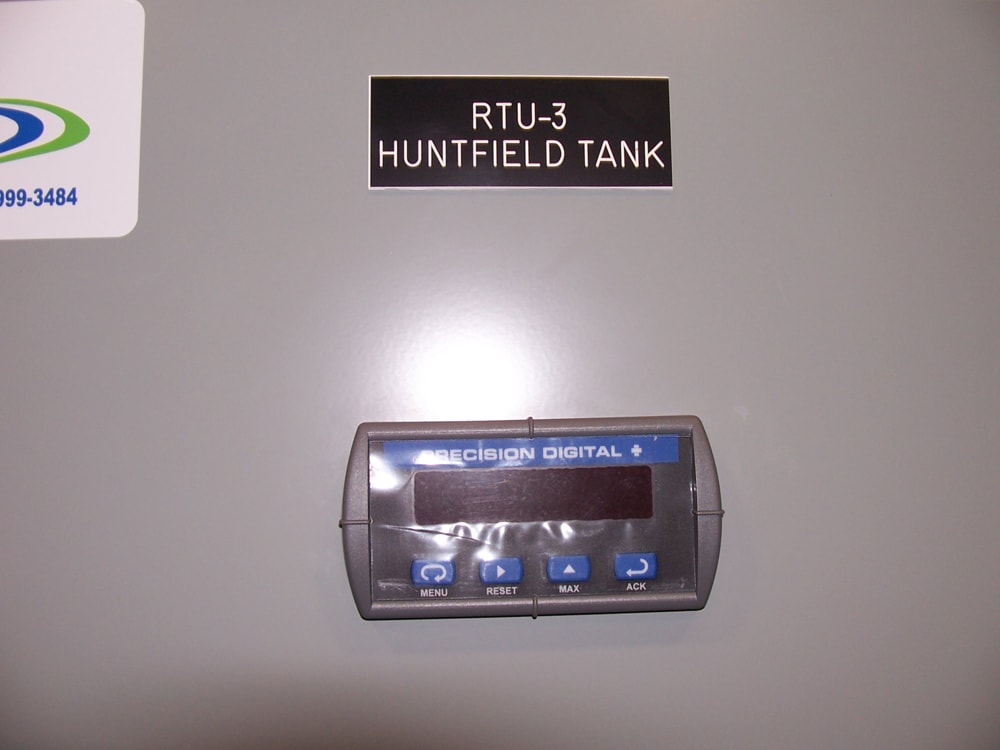 RTU-3
HUNTFIELD TANK
999-3484
PRECISION DIGITAL
MENU RESET MAX ACK